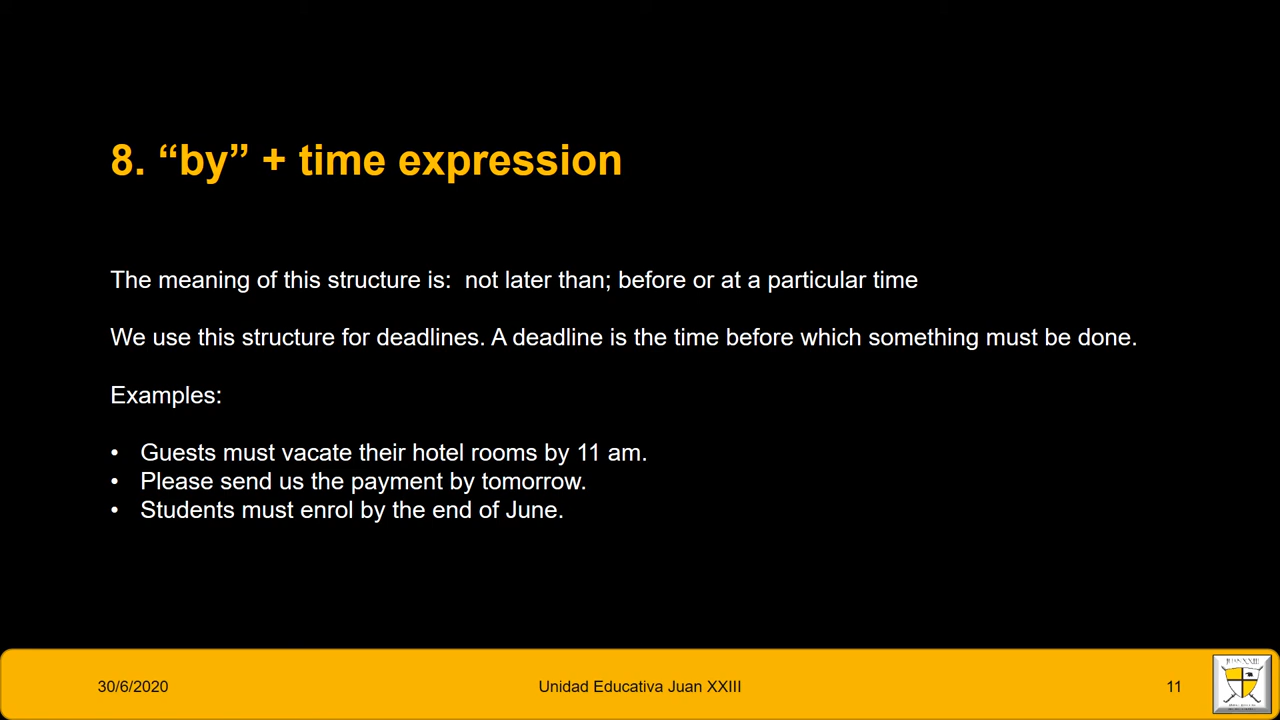 8. “by” + time expression
The meaning of this structure is:  not later than; before or at a particular time
We use this structure for deadlines. A deadline is the time before which something must be done.
Examples:
• Guests must vacate their hotel rooms by 11 am.
• Please send us the payment by tomorrow.
• Students must enrol by the end of June.
30/6/2020
Unidad Educativa Juan XXIII
11
JUAN XXIII